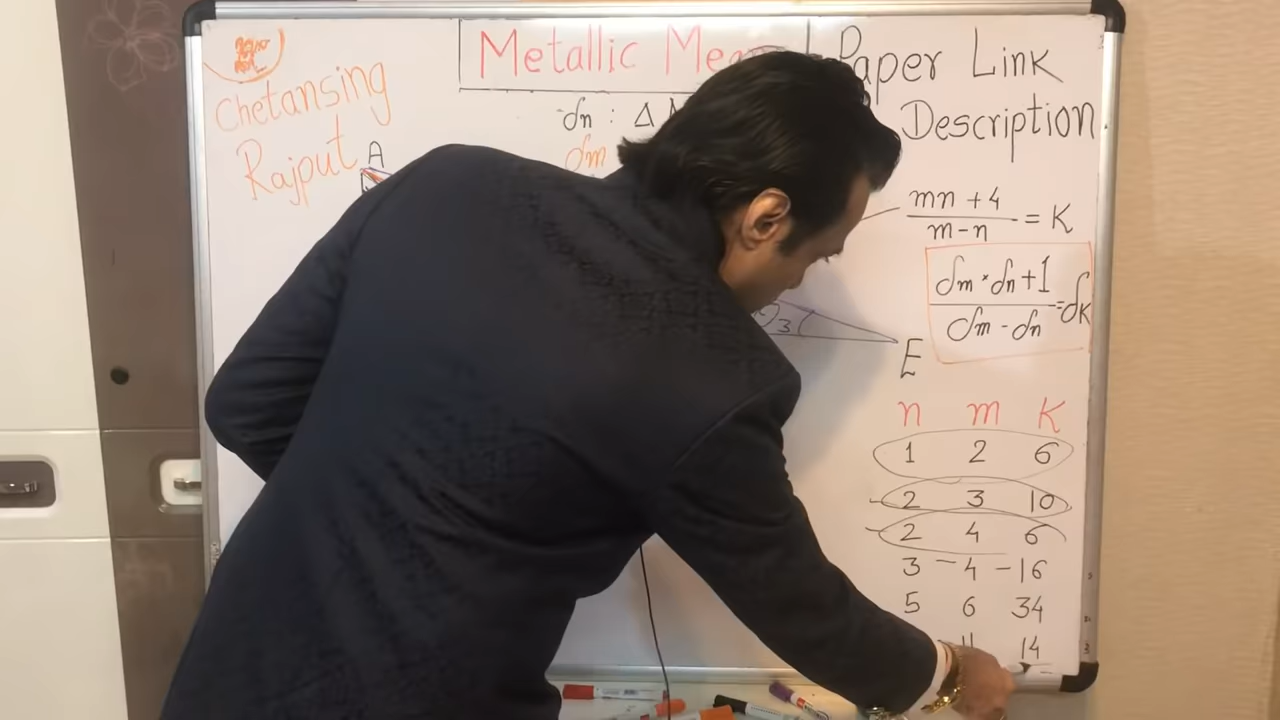 Metallic
Paper Link
Description
Chetansing
Rajput
A
δn : Δ
δm
mn + 4
m - n
= K
δm · δn + 1
δm - δn
= δK
3
E
n m K
1 2 6
2 3 10
2 4 6
3 - 4 - 16
5 6 34
14